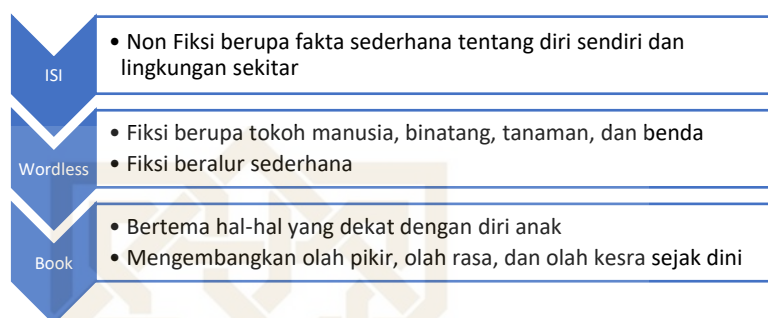 ISI
• Non Fiksi berupa fakta sederhana tentang diri sendiri dan
lingkungan sekitar
Wordless
• Fiksi berupa tokoh manusia, binatang, tanaman, dan benda
• Fiksi beralur sederhana
Book
• Bertema hal-hal yang dekat dengan diri anak
• Mengembangkan olah pikir, olah rasa, dan olah kesra sejak dini